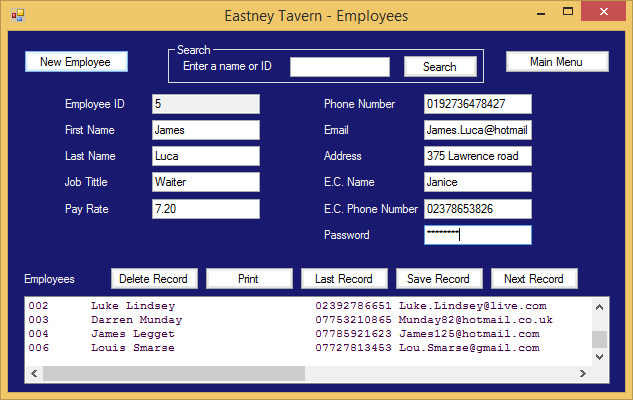 Eastney Tavern - Employees
New Employee
Search
Enter a name or ID
Search
Main Menu
Employee ID 5 Phone Number 0192736478427
First Name James Email James.Luca@hotmail
Last Name Luca Address 375 Lawrence road
Job Tittle Waiter E.C. Name Janice
Pay Rate 7.20 E.C. Phone Number 02378653826
Password ********
Employees Delete Record Print Last Record Save Record Next Record
002 Luke Lindsey 02392786651 Luke.Lindsey@live.com
003 Darren Munday 07753210865 Munday82@hotmail.co.uk
004 James Legget 07785921623 James125@hotmail.com
006 Louis Smarse 07727813453 Lou.Smarse@gmail.com